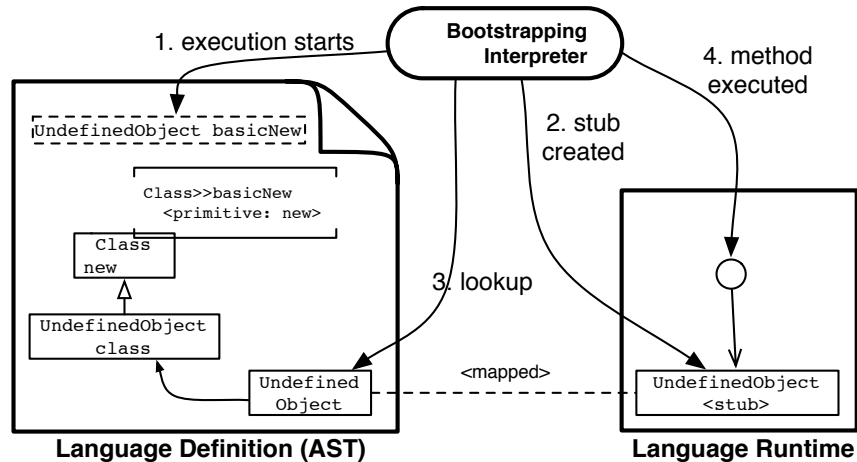 Bootstrapping
Interpreter
1. execution starts
4. method
executed
2. stub
created
UndefinedObject basicNew
Class>>basicNew
<primitive: new>
Class
new
3. lookup
UndefinedObject
class
Undefined
Object
<mapped>
UndefinedObject
<stub>
Language Definition (AST)
Language Runtime